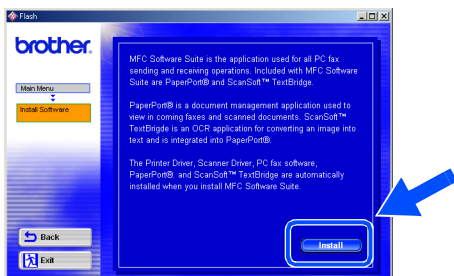 Flash
brother.
Main Menu
Install Software
MFC Software Suite is the application used for all PC fax
sending and receiving operations. Included with MFC Software
Suite are PaperPort® and ScanSoft™ TextBridge.
PaperPort® is a document management application used to
view in coming faxes and scanned documents. ScanSoft™
TextBrigde is an OCR application for converting an image into
text and is integrated into PaperPort®.
The Printer Driver, Scanner Driver, PC fax software,
PaperPort®. and ScanSoft™ TextBridge are automatically
installed when you install MFC Software Suite.
Back
Exit
Install